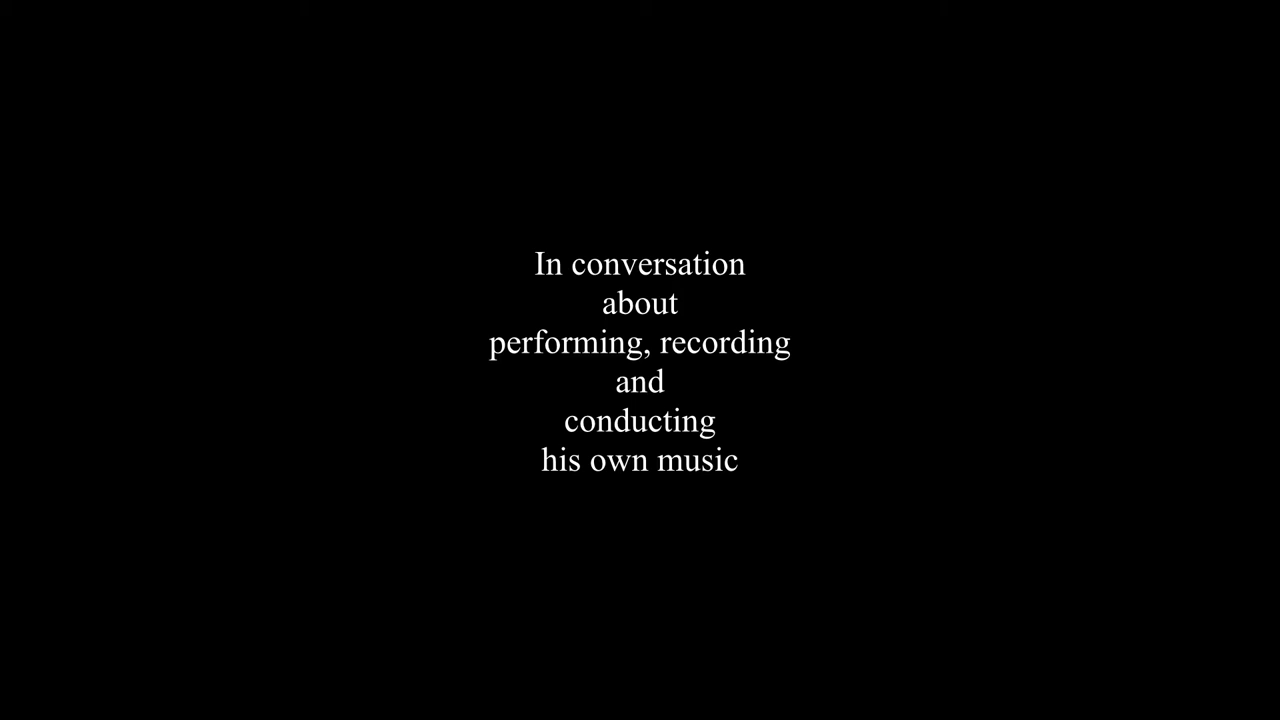 In conversation
about
performing, recording
and
conducting
his own music